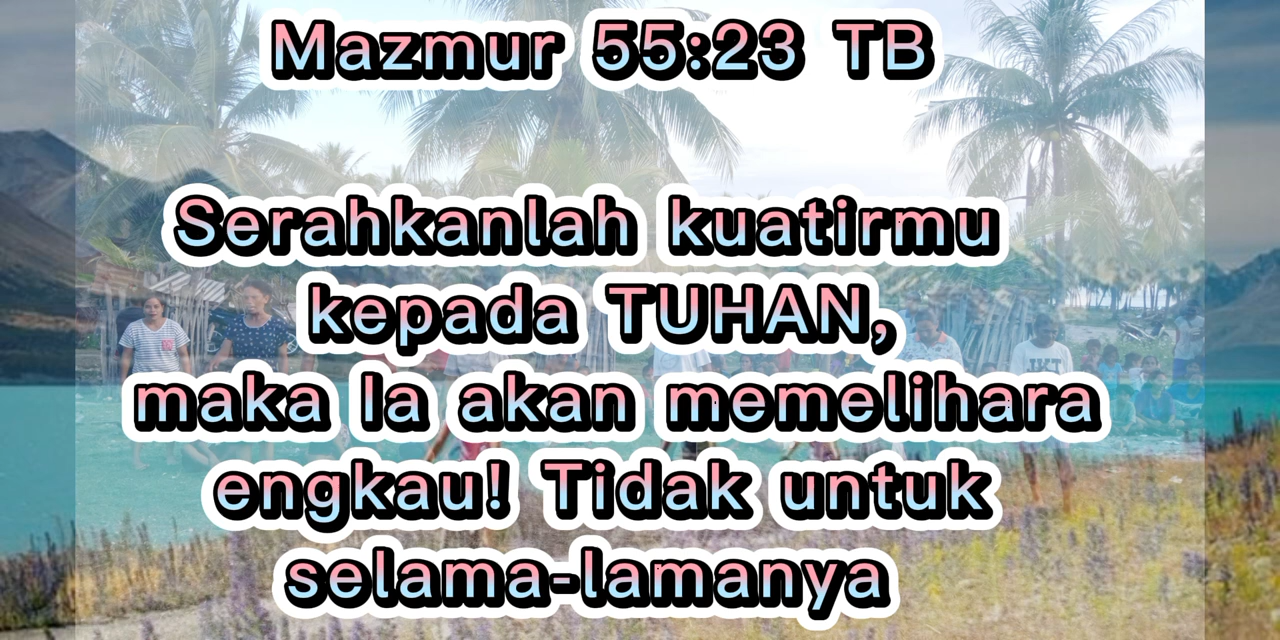 Mazmur 55:23 TB
Serahkanlah kuatirmu
kepada TUHAN,
maka Ia akan memelihara
engkau! Tidak untuk
selama-lamanya